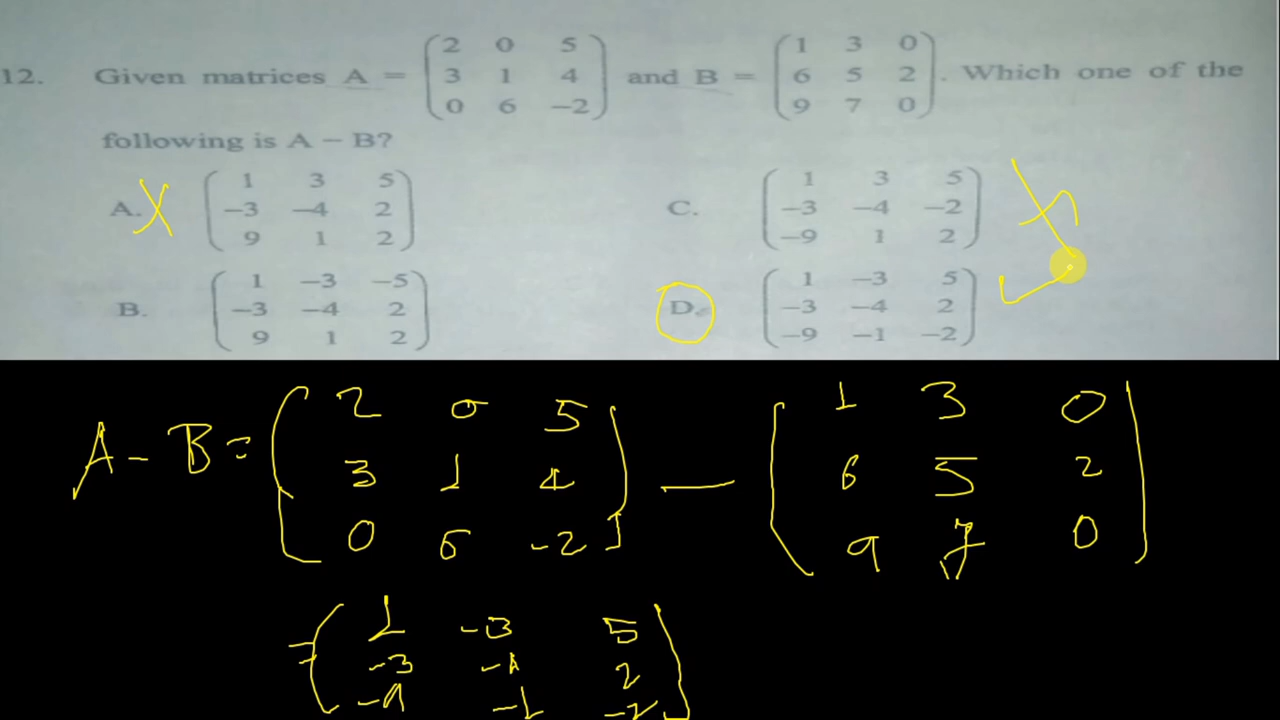 2 0 5 1 3 0
12. Given matrices A = 3 1 4 and B = 6 5 2 . Which one of the
0 6 −2 9 7 0
following is A − B?
1 3 5 1 3 5
A. X −3 −4 2 C. −3 −4 −2
9 1 2 −9 1 2
1 −3 −5 1 −3 5
B. −3 −4 2 D. −3 −4 2
9 1 2 −9 −1 −2
2 0 5 1 3 0
A - B = 3 1 4 — 6 5 2
0 6 -2 9 7 0
1 -3 5
= -3 -4 2
-9 -1 -2